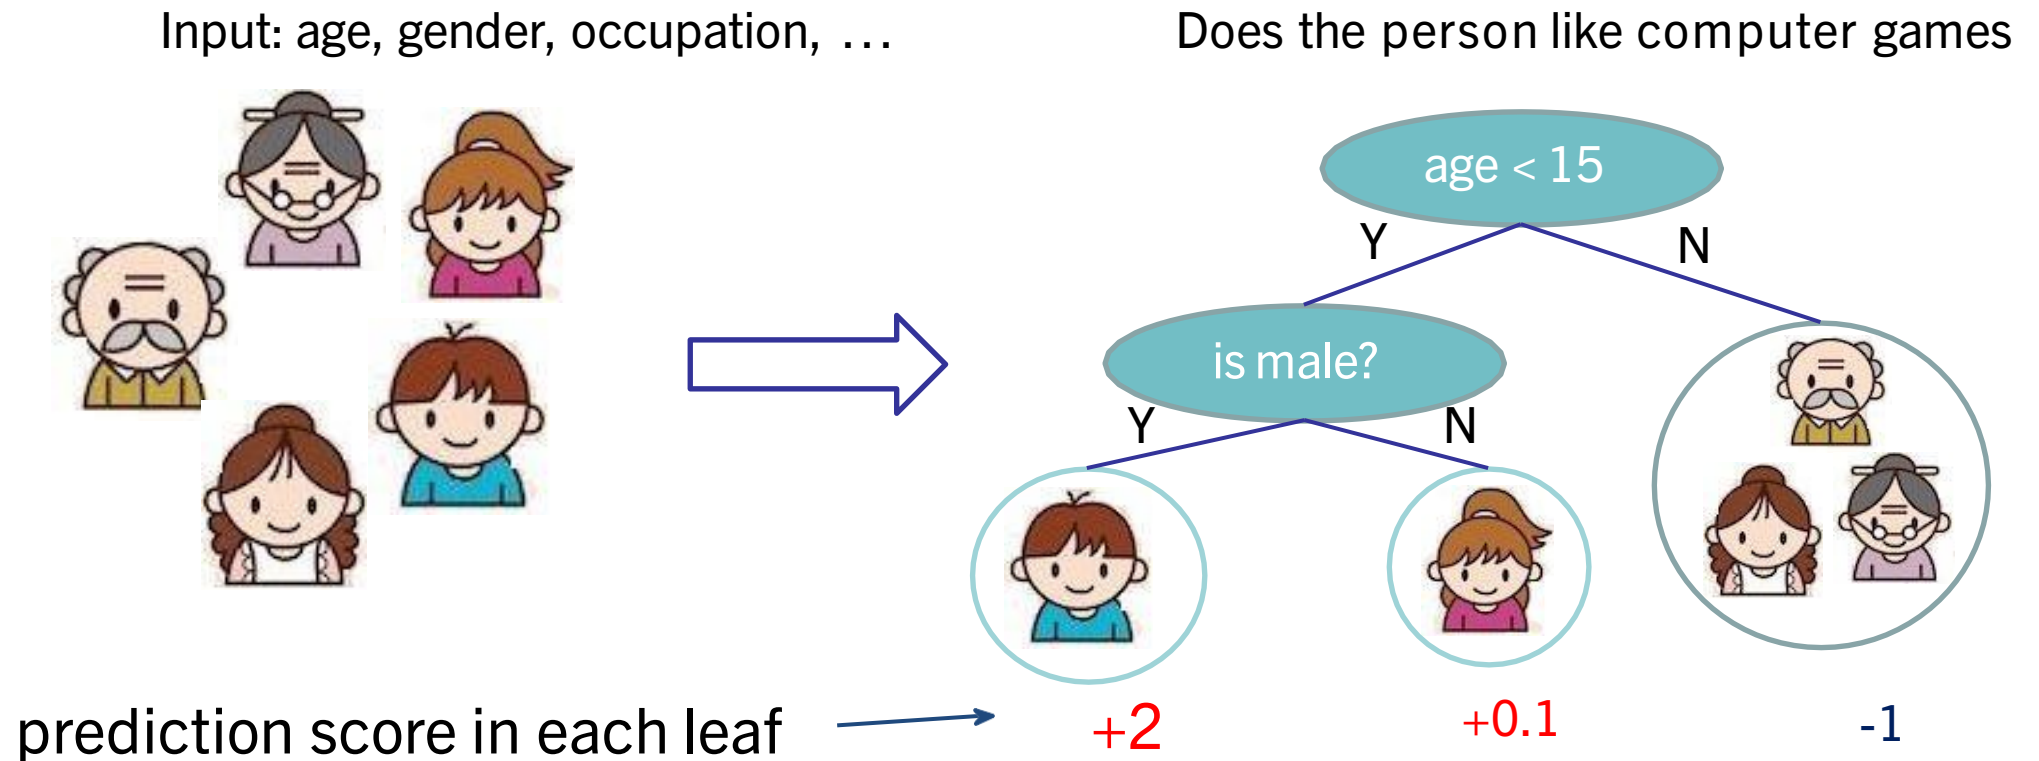 Input: age, gender, occupation, …
Does the person like computer games
age < 15
Y
N
is male?
Y
N
prediction score in each leaf
+2
+0.1
-1